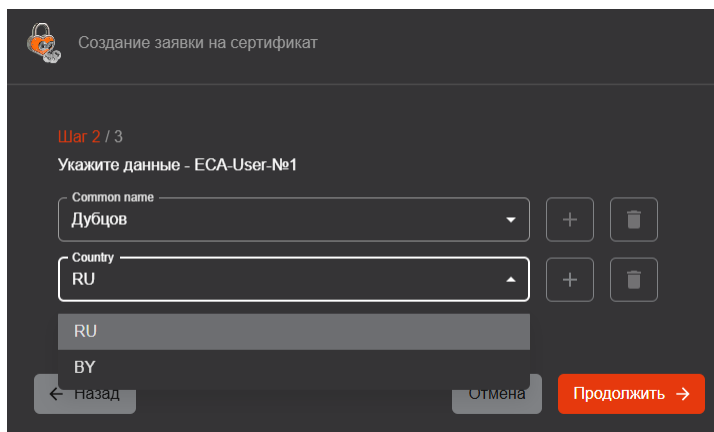 Создание заявки на сертификат
Шаг 2 / 3
Укажите данные - ECA-User-№1
Common name
Дубцов
Country
RU
RU
BY
Назад
Отмена
Продолжить